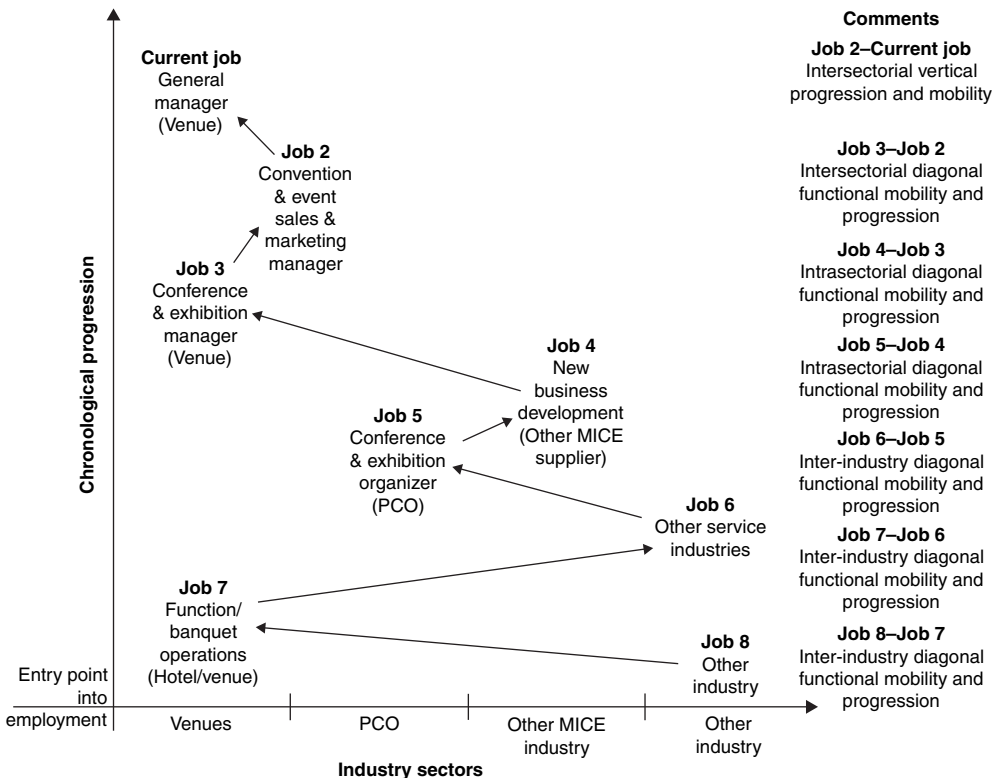 Comments
Current job
General
manager
(Venue)
Job 2–Current job
Intersectorial vertical
progression and mobility
Job 2
Convention
& event
sales &
marketing
manager
Job 3–Job 2
Intersectorial diagonal
functional mobility and
progression
Job 3
Conference
& exhibition
manager
(Venue)
Job 4–Job 3
Intrasectorial diagonal
functional mobility and
progression
Chronological progression
Job 4
New
business
development
(Other MICE
supplier)
Job 5–Job 4
Intrasectorial diagonal
functional mobility and
progression
Job 5
Conference
& exhibition
organizer
(PCO)
Job 6–Job 5
Inter-industry diagonal
functional mobility and
progression
Job 6
Other service
industries
Job 7–Job 6
Inter-industry diagonal
functional mobility and
progression
Job 7
Function/
banquet
operations
(Hotel/venue)
Job 8
Other
industry
Job 8–Job 7
Inter-industry diagonal
functional mobility and
progression
Entry point
into
employment
Venues
PCO
Other MICE
industry
Other
industry
Industry sectors